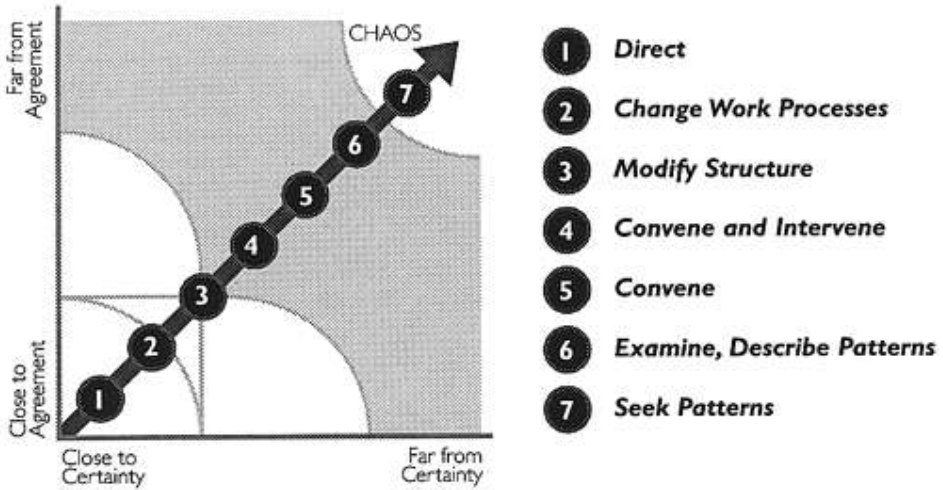 Far from
Agreement
CHAOS
7
6
5
4
3
2
1
Close to
Agreement
Close to
Certainty
Far from
Certainty
1 Direct
2 Change Work Processes
3 Modify Structure
4 Convene and Intervene
5 Convene
6 Examine, Describe Patterns
7 Seek Patterns